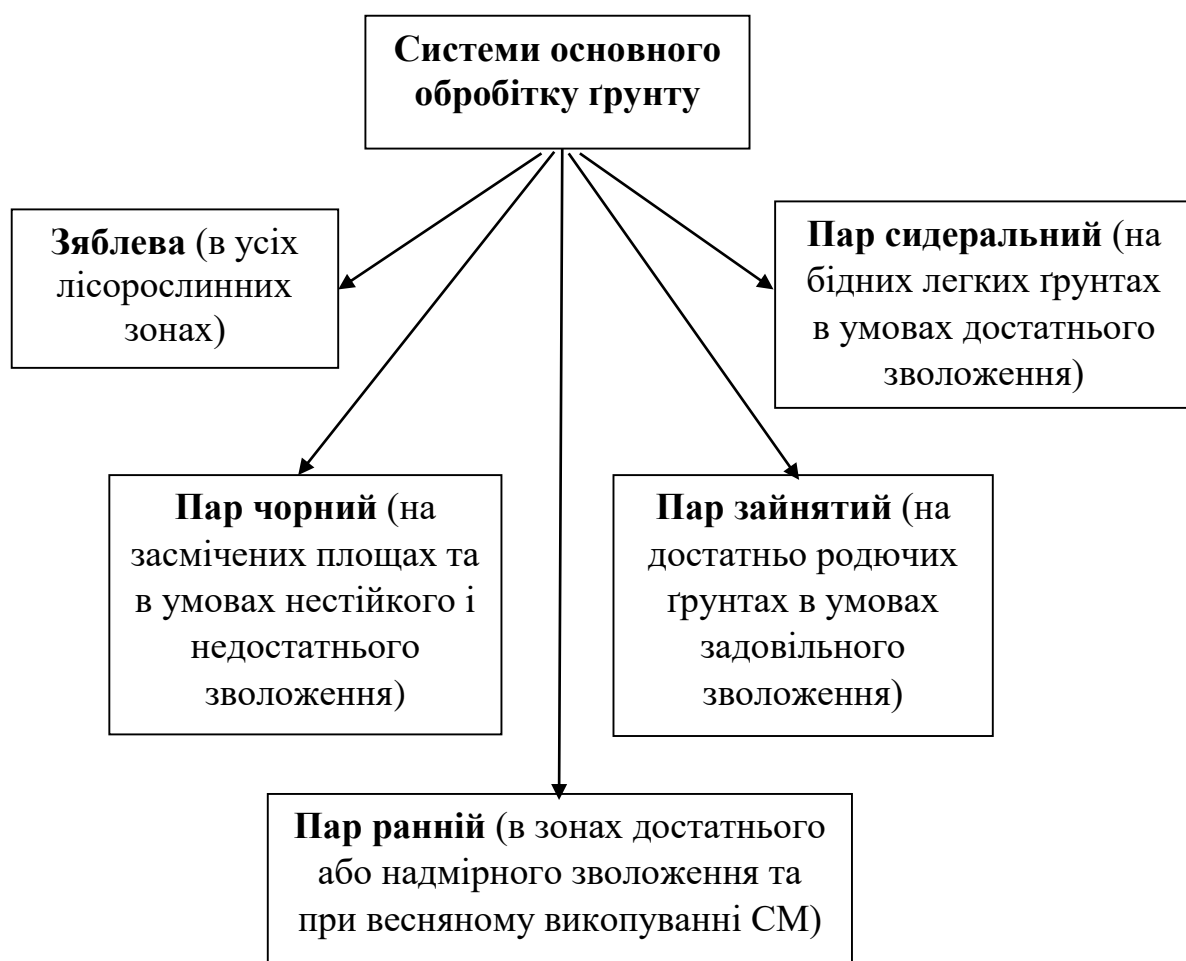 Системи основного
обробітку ґрунту
Зяблева (в усіх
лісорослинних
зонах)
Пар сидеральний (на
бідних легких ґрунтах
в умовах достатнього
зволоження)
Пар чорний (на
засмічених площах та
в умовах нестійкого і
недостатнього
зволоження)
Пар зайнятий (на
достатньо родючих
ґрунтах в умовах
задовільного
зволоження)
Пар ранній (в зонах достатнього
або надмірного зволоження та
при весняному викопуванні СМ)